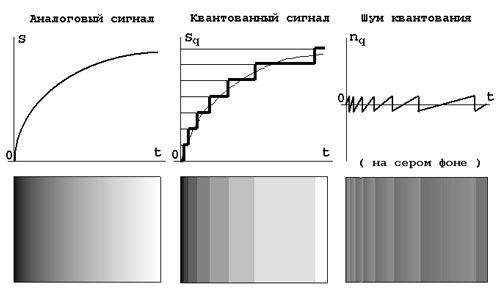 Аналоговый сигнал
Квантованный сигнал
Шум квантования
s
0
t
sq
0
t
nq
0
t
( на сером фоне )